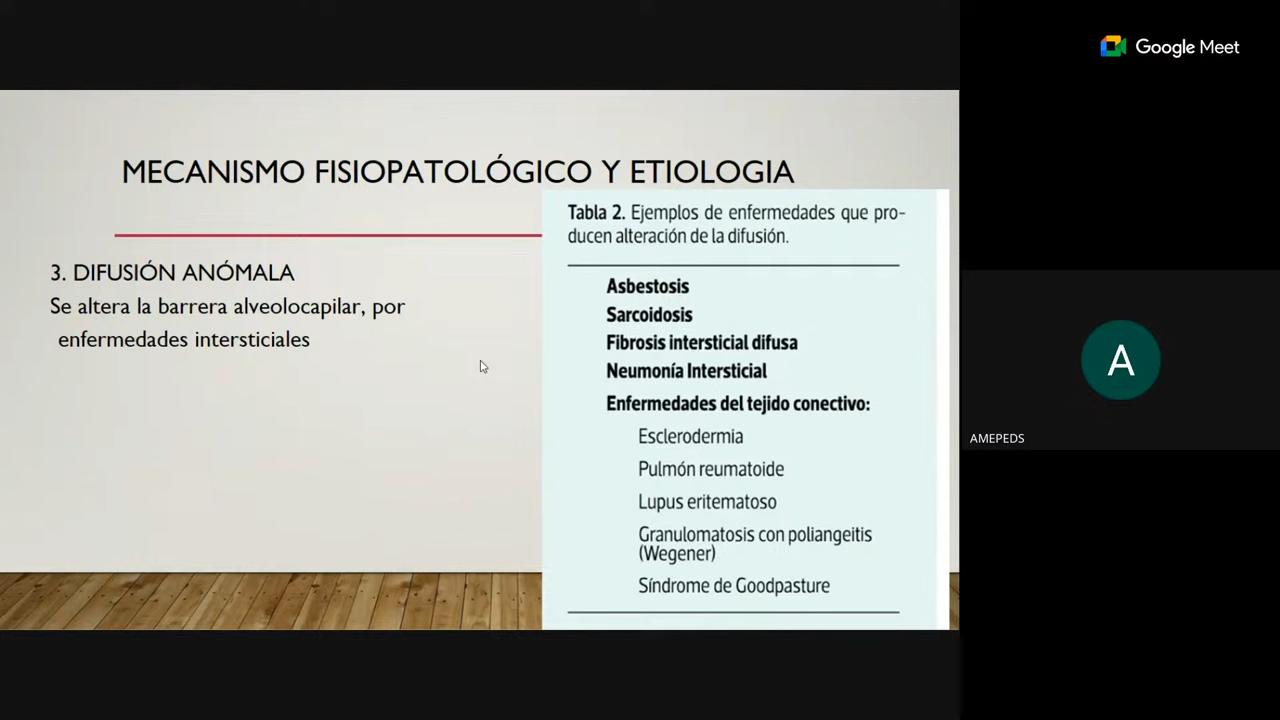 Google Meet
MECANISMO FISIOPATOLÓGICO Y ETIOLOGIA
3. DIFUSIÓN ANÓMALA
Se altera la barrera alveolocapilar, por
enfermedades intersticiales
Tabla 2. Ejemplos de enfermedades que pro-
ducen alteración de la difusión.
Asbestosis
Sarcoidosis
Fibrosis intersticial difusa
Neumonía Intersticial
Enfermedades del tejido conectivo:
Esclerodermia
Pulmón reumatoide
Lupus eritematoso
Granulomatosis con poliangeitis
(Wegener)
Síndrome de Goodpasture
A
AMEPEDS